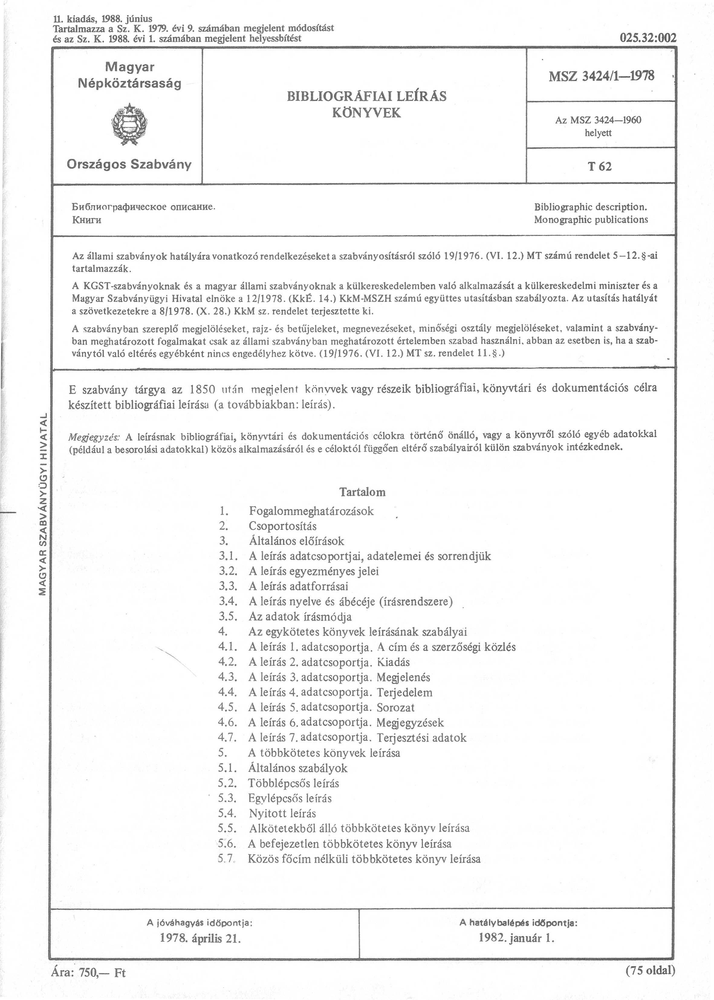 11. kiadás, 1988. június
Tartalmazza a Sz. K. 1979. évi 9. számában megjelent módosítást
és az Sz. K. 1988. évi 1. számában megjelent helyessbítést
025.32:002
Magyar
Népköztársaság
Országos Szabvány
BIBLIOGRÁFIAI LEÍRÁS
KÖNYVEK
MSZ 3424/1—1978
Az MSZ 3424—1960
helyett
T 62
Библиографическое описание.
Книги
Bibliographic description.
Monographic publications
Az állami szabványok hatályára vonatkozó rendelkezéseket a szabványosításról szóló 19/1976. (VI. 12.) MT számú rendelet 5–12.§-ai
tartalmazzák.
A KGST-szabványoknak és a magyar állami szabványoknak a külkereskedelemben való alkalmazását a külkereskedelmi miniszter és a
Magyar Szabványügyi Hivatal elnöke a 12/1978. (KkÉ. 14.) KkM-MSZH számú együttes utasításban szabályozta. Az utasítás hatályát
a szövetkezetekre a 8/1978. (X. 28.) KkM sz. rendelet terjesztette ki.
A szabványban szereplő megjelöléseket, rajz- és betűjeleket, megnevezéseket, minőségi osztály megjelöléseket, valamint a szabvány-
ban meghatározott fogalmakat csak az állami szabványban meghatározott értelemben szabad használni, abban az esetben is, ha a szab-
ványtól való eltérés egyébként nincs engedélyhez kötve. (19/1976. (VI. 12.) MT sz. rendelet 11.§.)
E szabvány tárgya az 1850 után megjelent könyvek vagy részeik bibliográfiai, könyvtári és dokumentációs célra
készített bibliográfiai leírása (a továbbiakban: leírás).
Megjegyzés: A leírásnak bibliográfiai, könyvtári és dokumentációs célokra történő önálló, vagy a könyvről szóló egyéb adatokkal
(például a besorolási adatokkal) közös alkalmazásáról és e céloktól függően eltérő szabályairól külön szabványok intézkednek.
MAGYAR SZABVÁNYÜGYI HIVATAL
Tartalom
1. Fogalommeghatározások
2. Csoportosítás
3. Általános előírások
3.1. A leírás adatcsoportjai, adatelemei és sorrendjük
3.2. A leírás egyezményes jelei
3.3. A leírás adatforrásai
3.4. A leírás nyelve és ábécéje (írásrendszere)
3.5. Az adatok írásmódja
4. Az egykötetes könyvek leírásának szabályai
4.1. A leírás 1. adatcsoportja. A cím és a szerzőségi közlés
4.2. A leírás 2. adatcsoportja. Kiadás
4.3. A leírás 3. adatcsoportja. Megjelenés
4.4. A leírás 4. adatcsoportja. Terjedelem
4.5. A leírás 5. adatcsoportja. Sorozat
4.6. A leírás 6. adatcsoportja. Megjegyzések
4.7. A leírás 7. adatcsoportja. Terjesztési adatok
5. A többkötetes könyvek leírása
5.1. Általános szabályok
5.2. Többlépcsős leírás
5.3. Egylépcsős leírás
5.4. Nyitott leírás
5.5. Alkötetekből álló többkötetes könyv leírása
5.6. A befejezetlen többkötetes könyv leírása
5.7. Közös főcím nélküli többkötetes könyv leírása
A jóváhagyás időpontja:
1978. április 21.
A hatálybalépés időpontja:
1982. január 1.
Ára: 750,— Ft
(75 oldal)